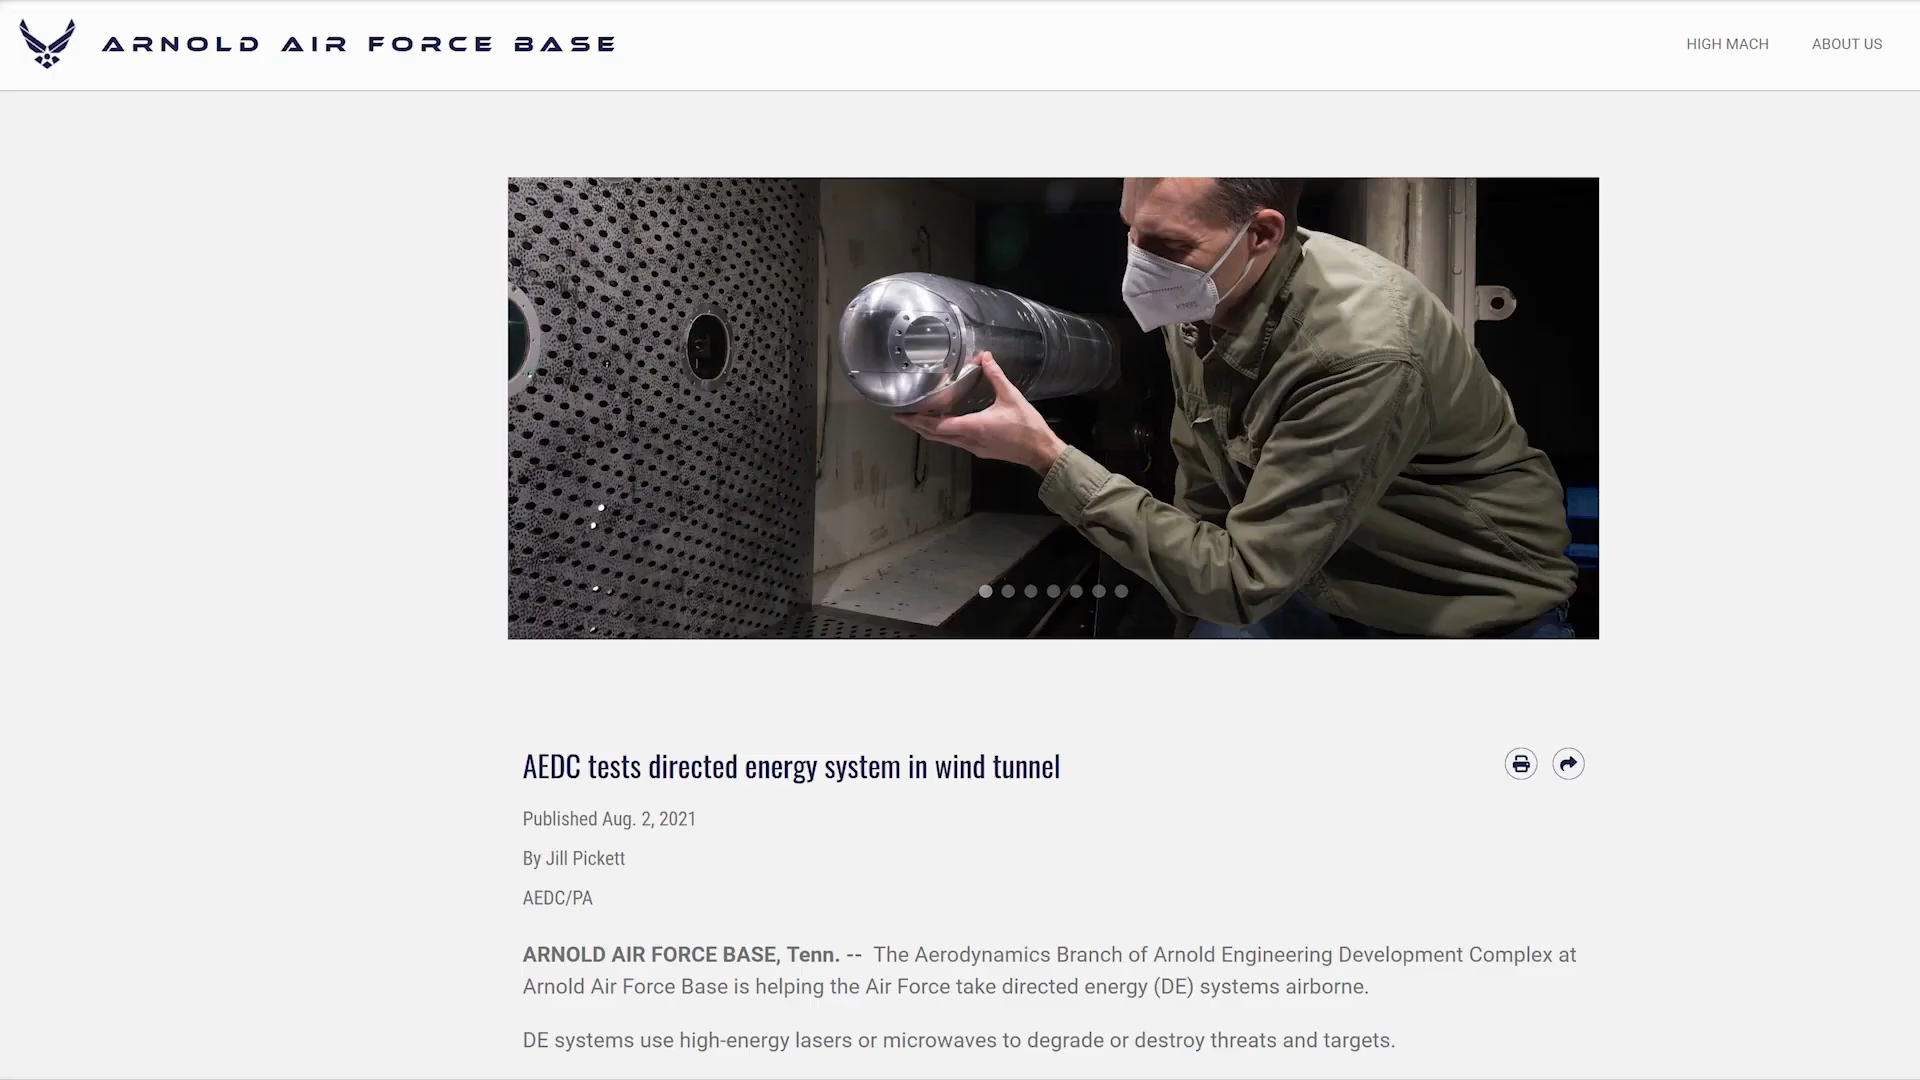 ARNOLD AIR FORCE BASE
HIGH MACH
ABOUT US
KN95
AEDC tests directed energy system in wind tunnel
Published Aug. 2, 2021
By Jill Pickett
AEDC/PA
ARNOLD AIR FORCE BASE, Tenn. -- The Aerodynamics Branch of Arnold Engineering Development Complex at
Arnold Air Force Base is helping the Air Force take directed energy (DE) systems airborne.
DE systems use high-energy lasers or microwaves to degrade or destroy threats and targets.